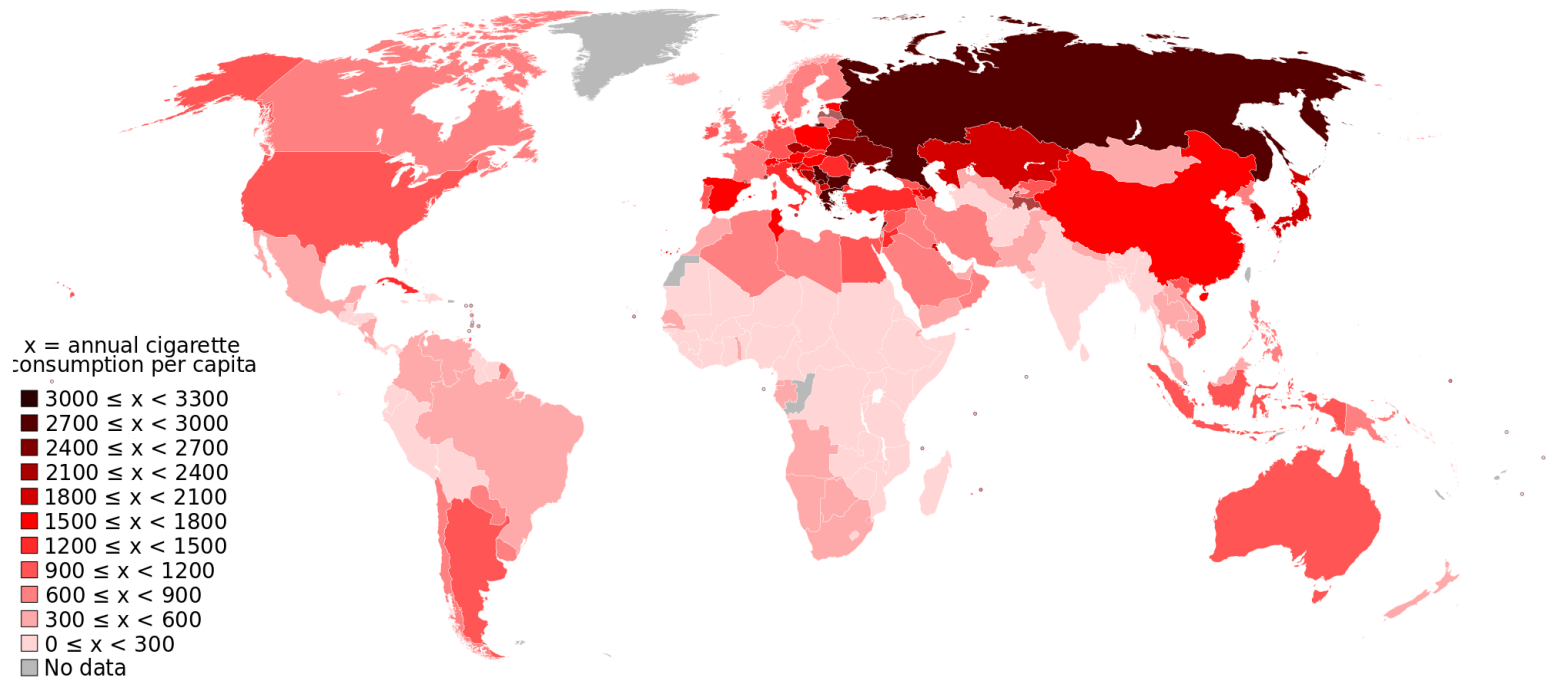 x = annual cigarette
consumption per capita
3000 ≤ x < 3300
2700 ≤ x < 3000
2400 ≤ x < 2700
2100 ≤ x < 2400
1800 ≤ x < 2100
1500 ≤ x < 1800
1200 ≤ x < 1500
900 ≤ x < 1200
600 ≤ x < 900
300 ≤ x < 600
0 ≤ x < 300
No data